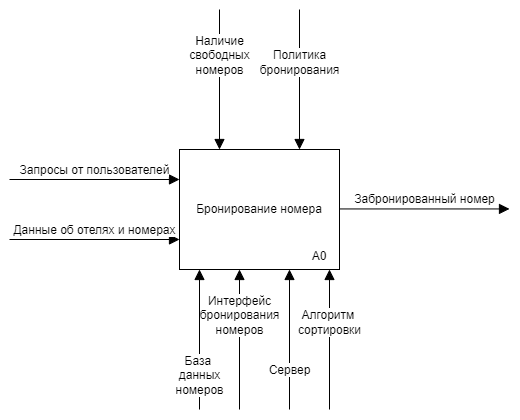 Наличие
свободных
номеров
Политика
бронирования
Запросы от пользователей
Данные об отелях и номерах
Бронирование номера
A0
Забронированный номер
Интерфейс
бронирования
номеров
Алгоритм
сортировки
База
данных
номеров
Сервер